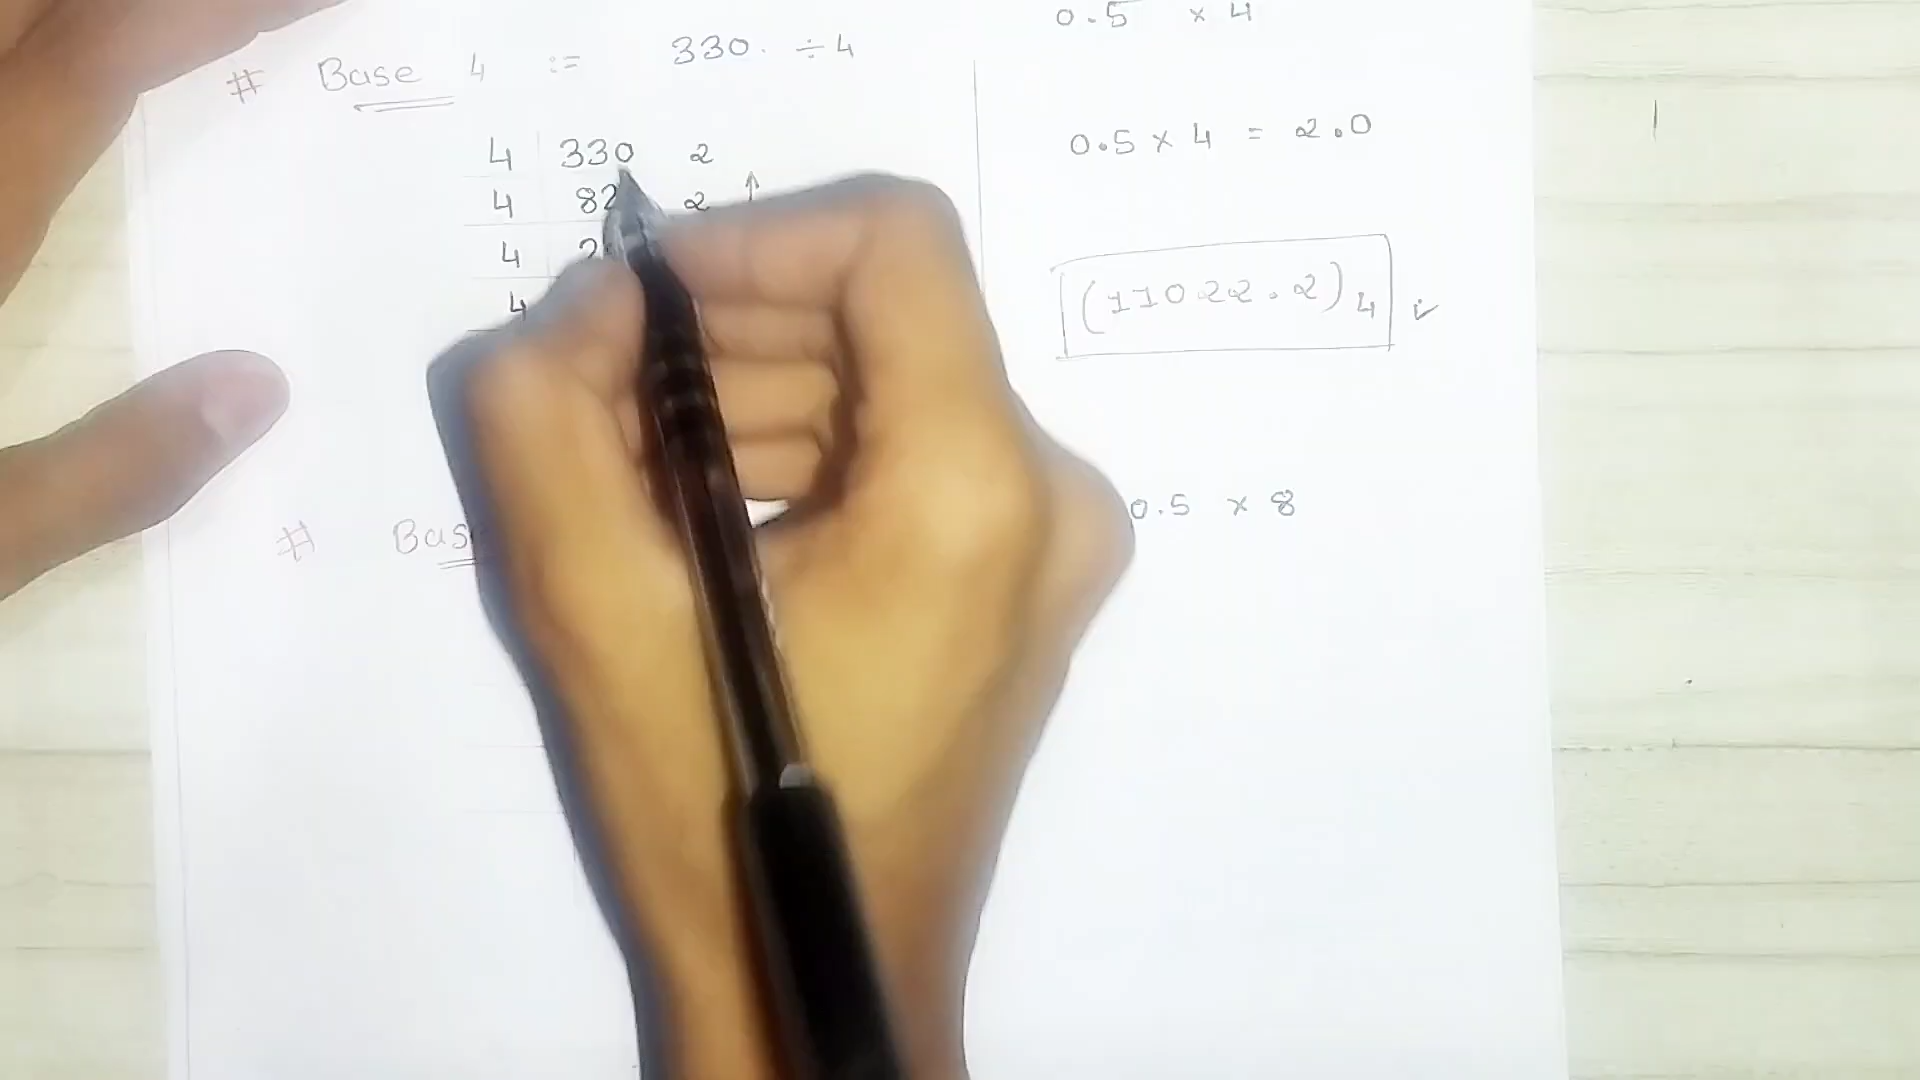 # Base 4 := 330. ÷ 4
4 330 2
4 82 2 ↑
4 2
4
0.5 × 4
0.5 × 4 = 2.0
(11022.2)4 ✓
# Bas
0.5 × 8